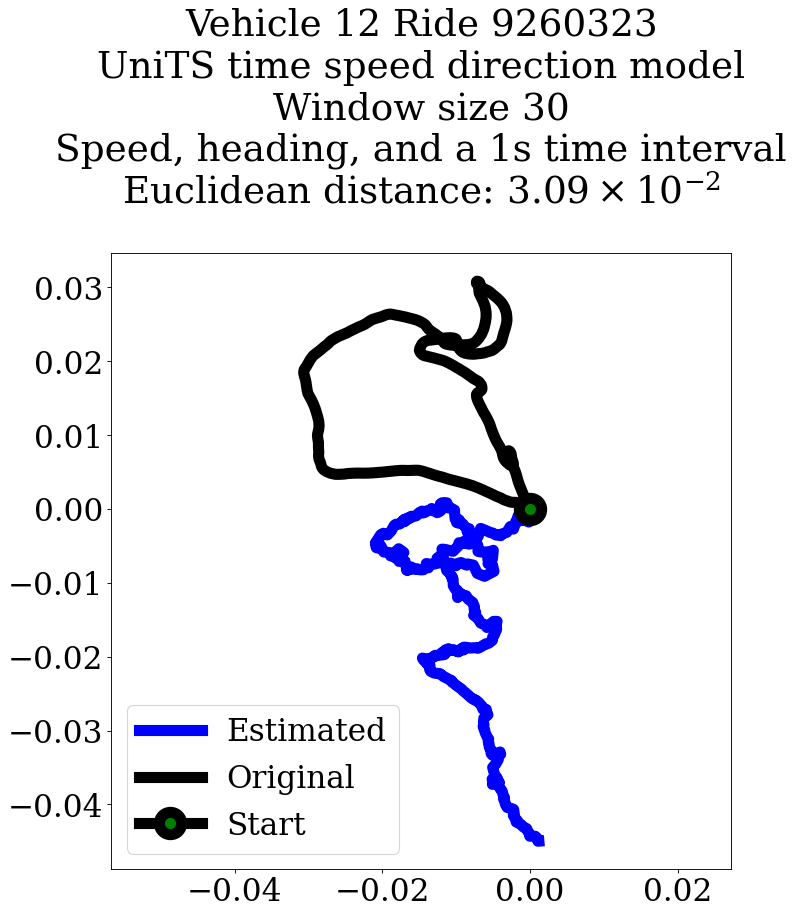 Vehicle 12 Ride 9260323
UniTS time speed direction model
Window size 30
Speed, heading, and a 1s time interval
Euclidean distance: 3.09 × 10⁻²
0.03
0.02
0.01
0.00
−0.01
−0.02
−0.03
−0.04
Estimated
Original
Start
−0.04 −0.02 0.00 0.02